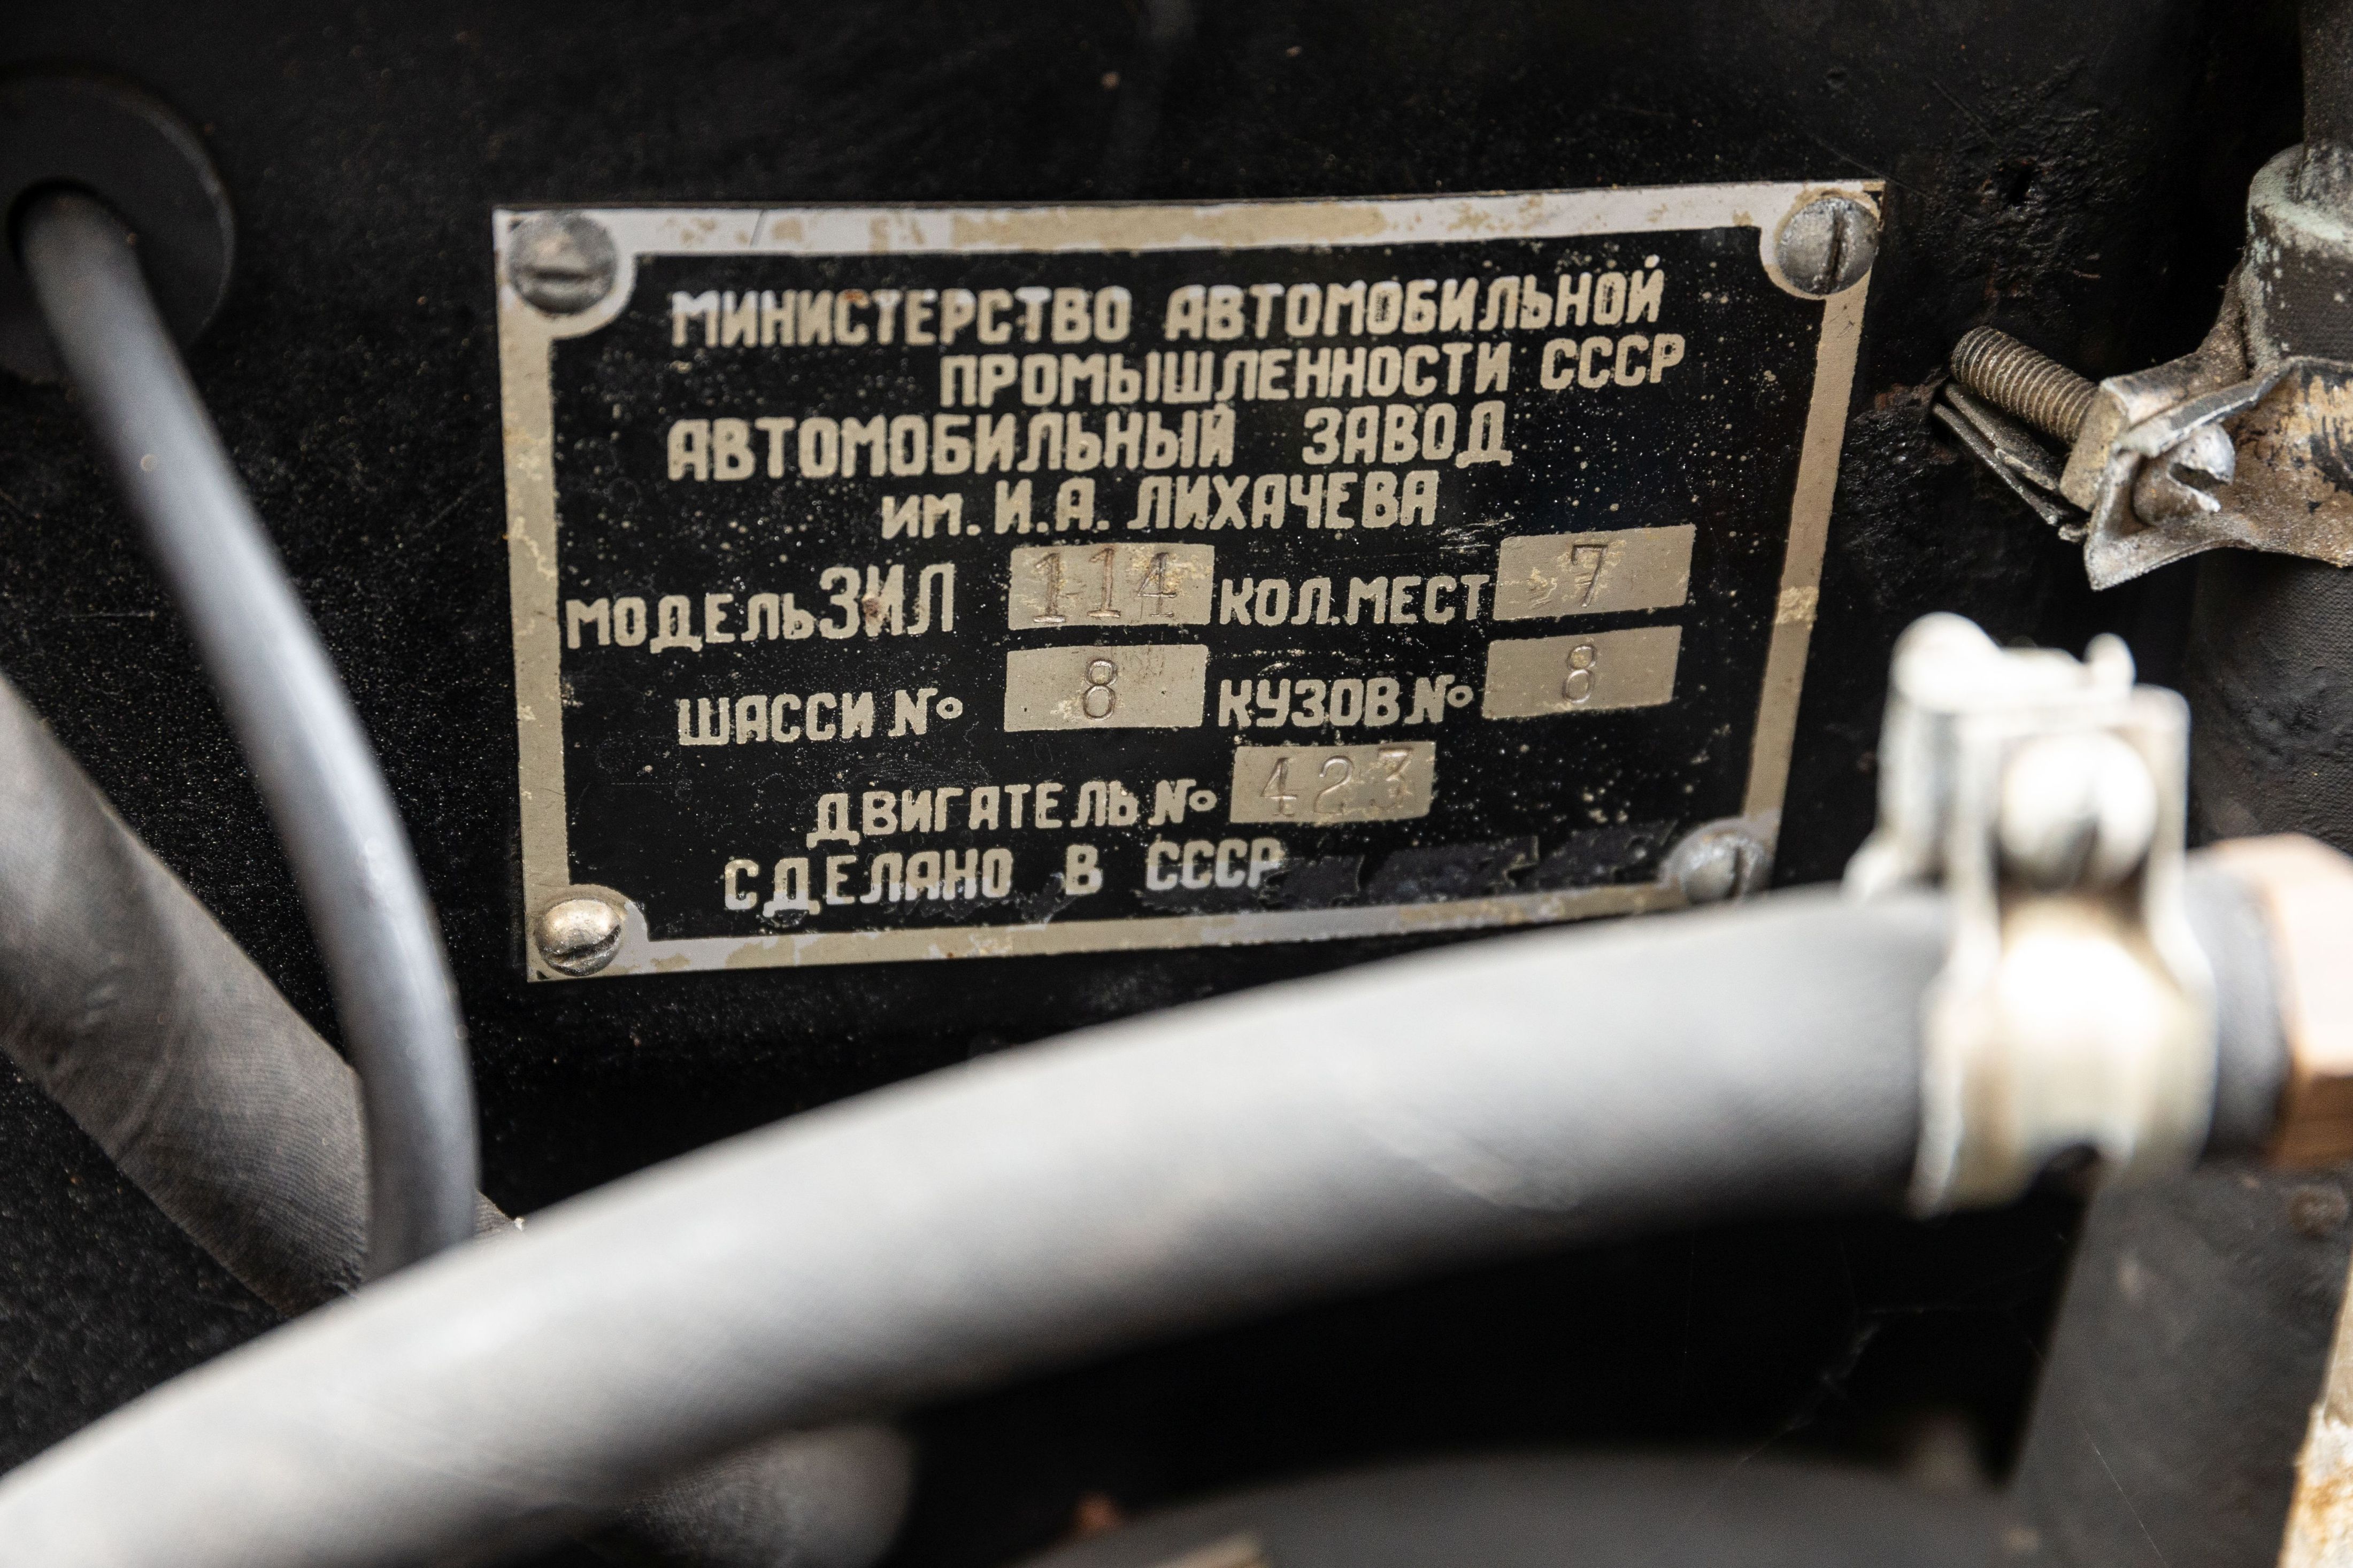 МИНИСТЕРСТВО АВТОМОБИЛЬНОЙ
ПРОМЫШЛЕННОСТИ СССР
АВТОМОБИЛЬНЫЙ ЗАВОД
ИМ. И.А. ЛИХАЧЕВА
МОДЕЛЬ ЗИЛ 114 КОЛ.МЕСТ 7
ШАССИ № 8 КУЗОВ № 8
ДВИГАТЕЛЬ № 423
СДЕЛАНО В СССР